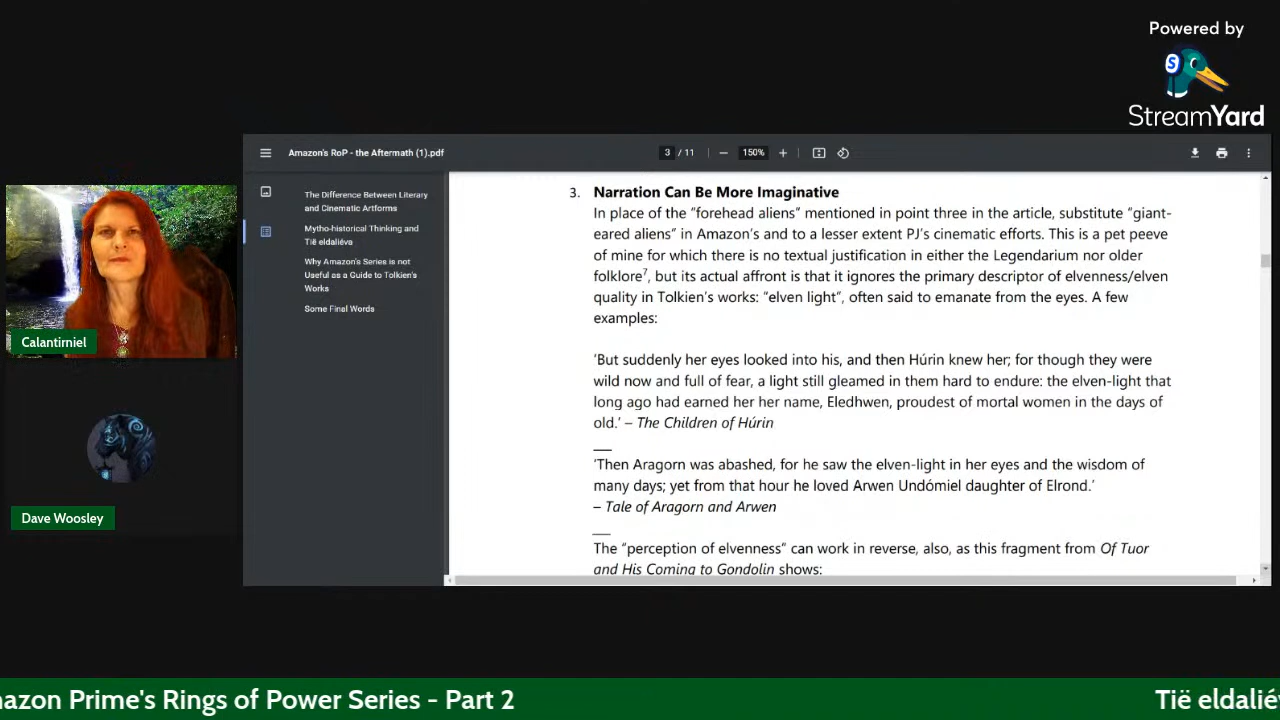 Powered by
S
StreamYard
Amazon's RoP - the Aftermath (1).pdf
3 / 11
150%
The Difference Between Literary
and Cinematic Artforms
Mytho-historical Thinking and
Tië eldaliéva
Why Amazon's Series is not
Useful as a Guide to Tolkien's
Works
Some Final Words
3. Narration Can Be More Imaginative
In place of the “forehead aliens” mentioned in point three in the article, substitute “giant-
eared aliens” in Amazon’s and to a lesser extent PJ’s cinematic efforts. This is a pet peeve
of mine for which there is no textual justification in either the Legendarium nor older
folklore7, but its actual affront is that it ignores the primary descriptor of elvenness/elven
quality in Tolkien’s works: “elven light”, often said to emanate from the eyes. A few
examples:
‘But suddenly her eyes looked into his, and then Húrin knew her; for though they were
wild now and full of fear, a light still gleamed in them hard to endure: the elven-light that
long ago had earned her her name, Eledhwen, proudest of mortal women in the days of
old.’ – The Children of Húrin
‘Then Aragorn was abashed, for he saw the elven-light in her eyes and the wisdom of
many days; yet from that hour he loved Arwen Undómiel daughter of Elrond.’
– Tale of Aragorn and Arwen
The “perception of elvenness” can work in reverse, also, as this fragment from Of Tuor
and His Coming to Gondolin shows:
Calantirniel
Dave Woosley
mazon Prime's Rings of Power Series - Part 2
Tië eldalié